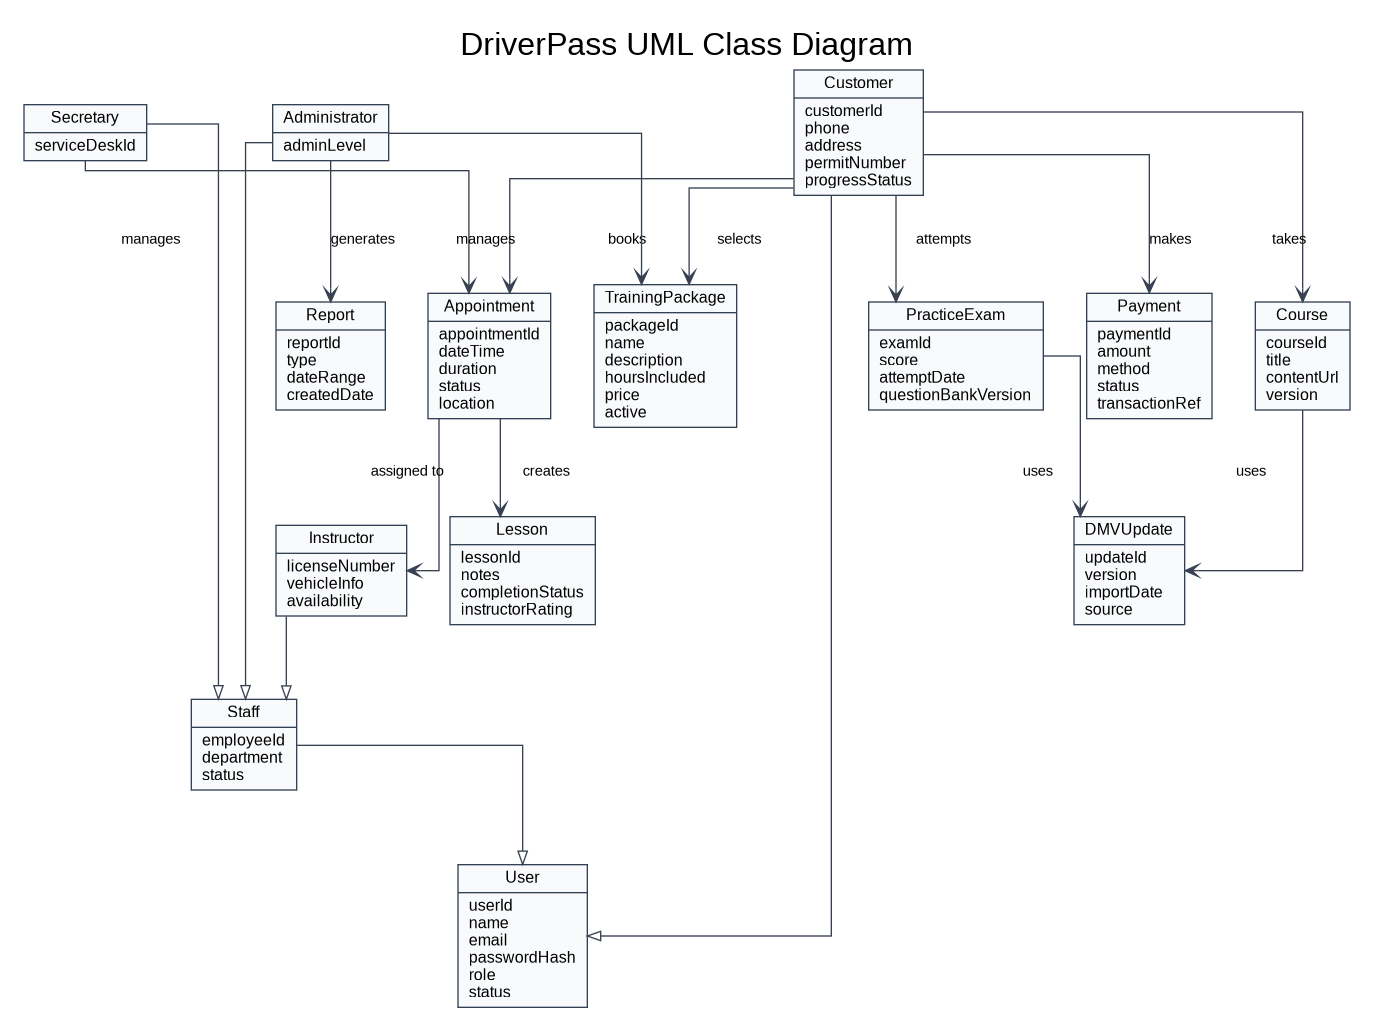 DriverPass UML Class Diagram
Customer
customerId
phone
address
permitNumber
progressStatus
Secretary
serviceDeskId
Administrator
adminLevel
manages
generates
manages
books
selects
attempts
makes
takes
Report
reportId
type
dateRange
createdDate
Appointment
appointmentId
dateTime
duration
status
location
TrainingPackage
packageId
name
description
hoursIncluded
price
active
PracticeExam
examId
score
attemptDate
questionBankVersion
Payment
paymentId
amount
method
status
transactionRef
Course
courseId
title
contentUrl
version
assigned to
creates
uses
uses
Instructor
licenseNumber
vehicleInfo
availability
Lesson
lessonId
notes
completionStatus
instructorRating
DMVUpdate
updateId
version
importDate
source
Staff
employeeId
department
status
User
userId
name
email
passwordHash
role
status